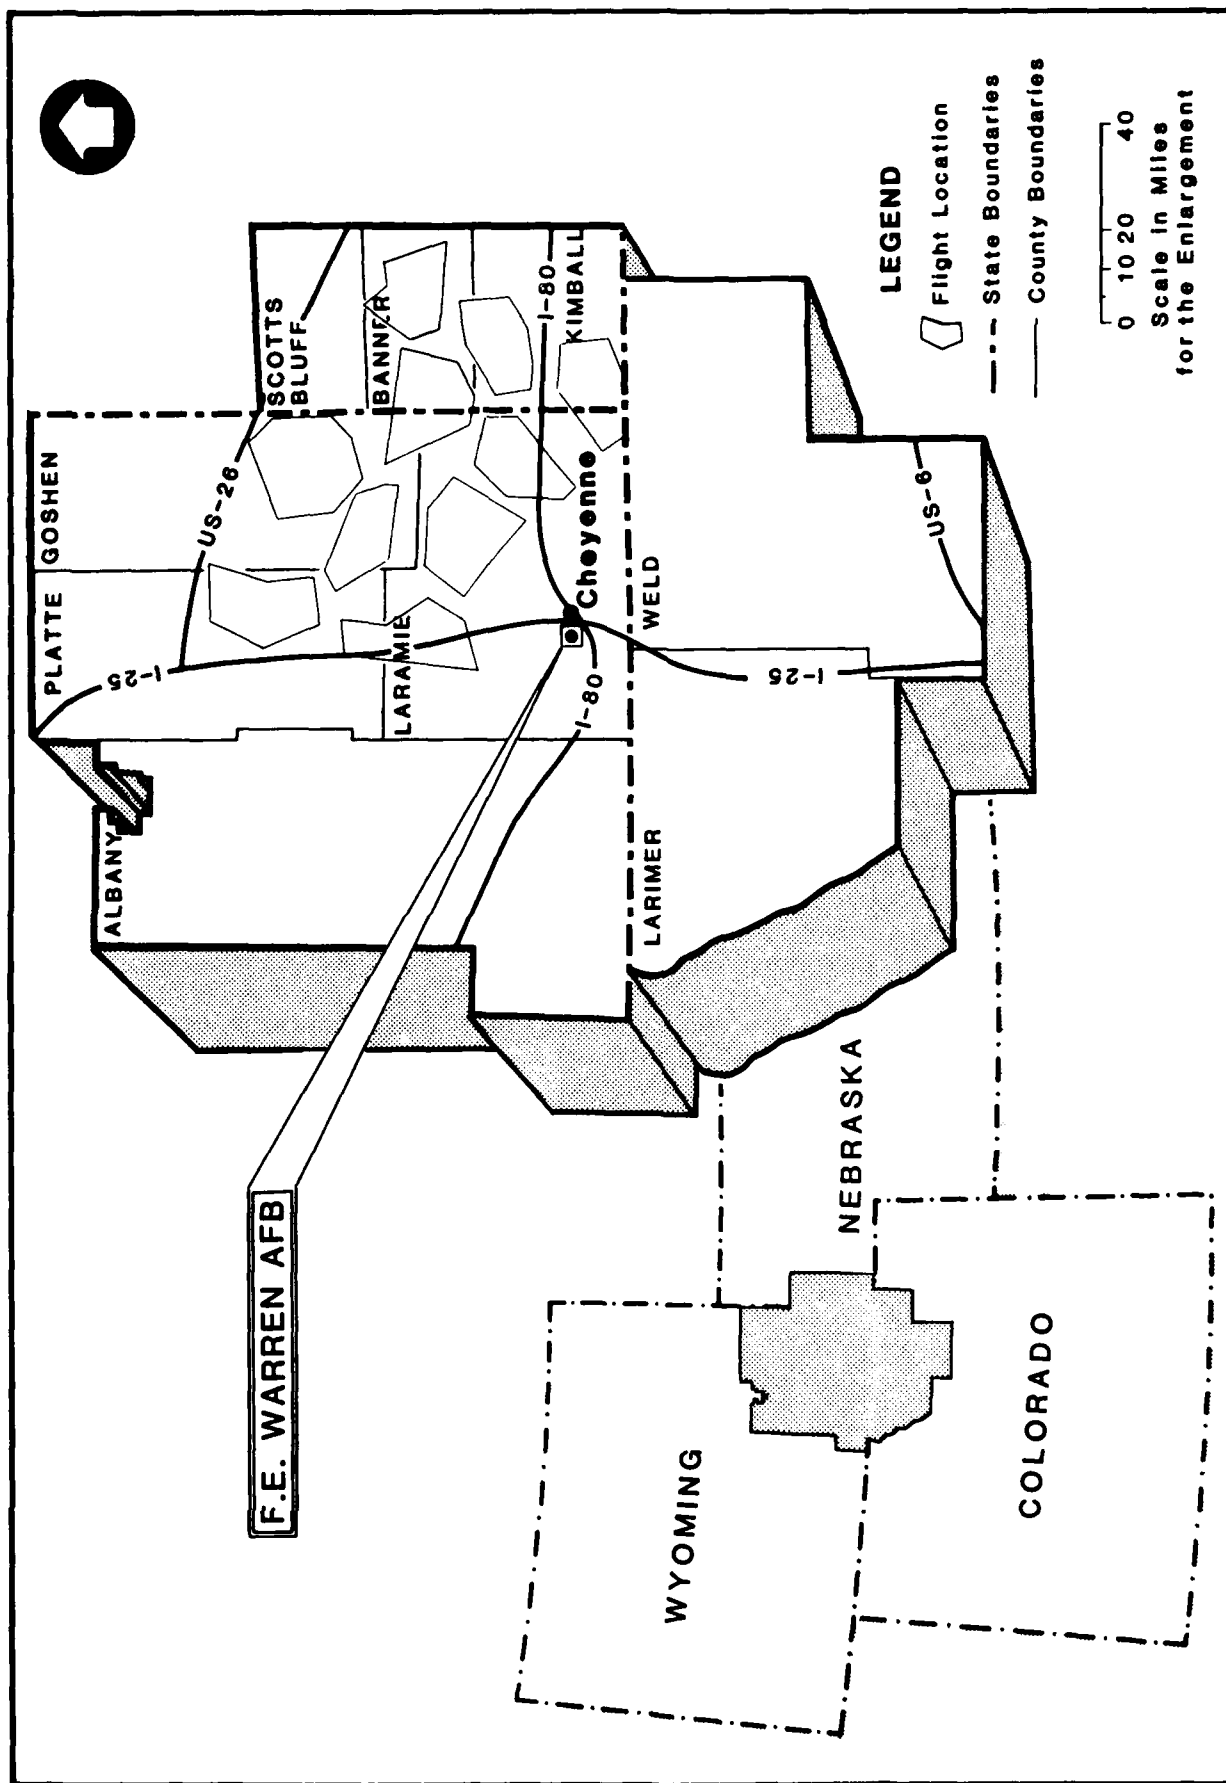 F.E. WARREN AFB
ALBANY
PLATTE
GOSHEN
I-25
US-26
SCOTTS
BLUFF
BANNER
LARAMIE
I-80
I-80
KIMBALL
Cheyenne
LARIMER
WELD
I-25
US-6
WYOMING
NEBRASKA
COLORADO
LEGEND
Flight Location
State Boundaries
County Boundaries
0 10 20 40
Scale in Miles
for the Enlargement